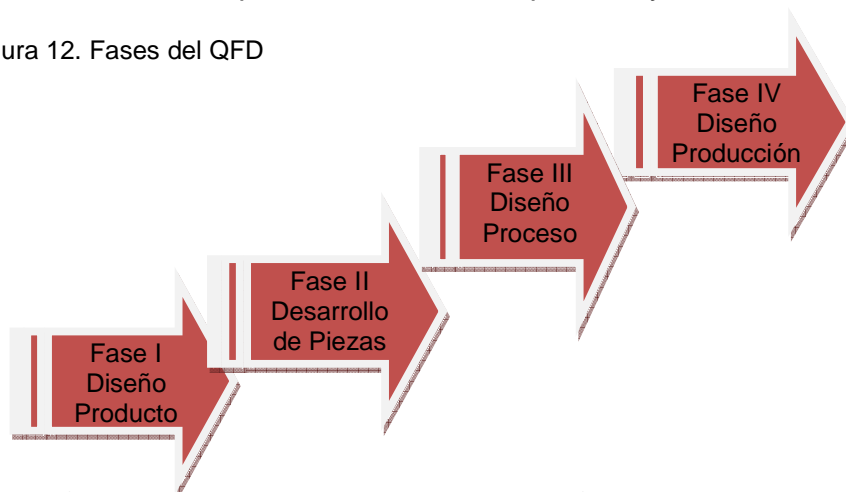 ura 12. Fases del QFD
Fase I
Diseño
Producto
Fase II
Desarrollo
de Piezas
Fase III
Diseño
Proceso
Fase IV
Diseño
Producción